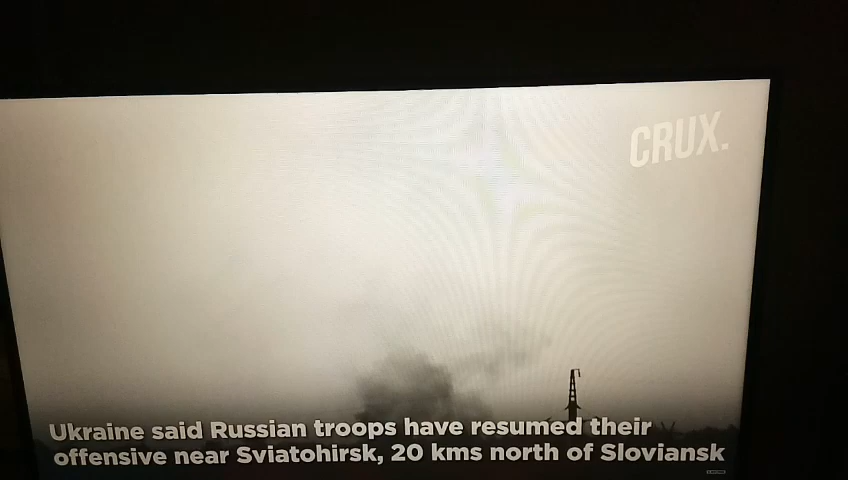 CRUX.
Ukraine said Russian troops have resumed their
offensive near Sviatohirsk, 20 kms north of Sloviansk